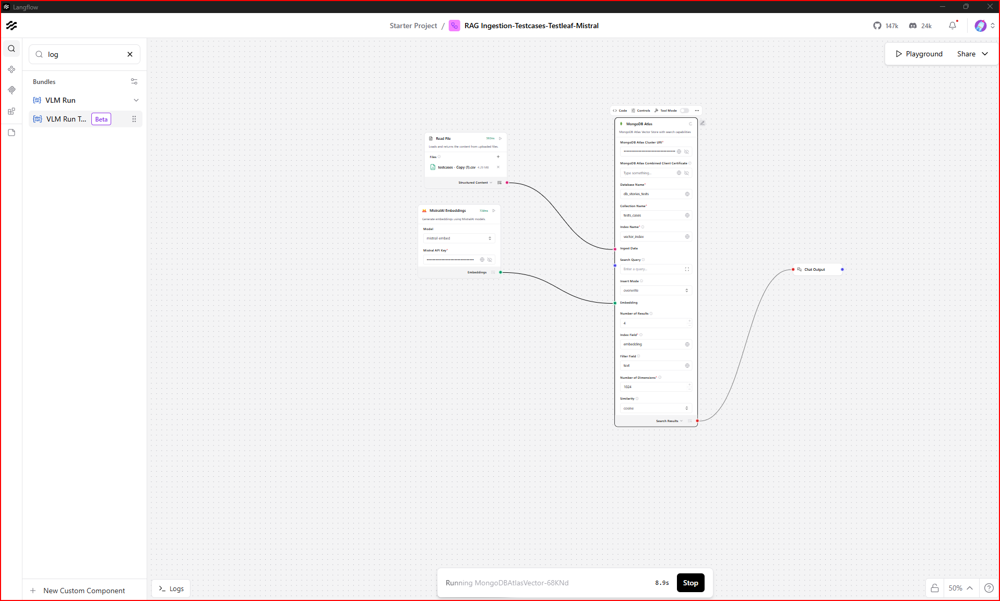 Langflow
Starter Project / RAG Ingestion-Testcases-Testleaf-Mistral
147k
24k
log
Playground
Share
Bundles
VLM Run
VLM Run T... Beta
Code
Controls
Tool Mode
MongoDB Atlas
MongoDB Atlas Vector Store with search capabilities
MongoDB Atlas Cluster URI*
••••••••••••••••••••••••••••••••••
MongoDB Atlas Combined Client Certificate
Type something...
Database Name*
db_stories_tests
Collection Name*
tests_cases
Index Name*
vector_index
Ingest Data
Search Query
Enter a query...
Insert Mode
overwrite
Embedding
Number of Results
4
Index Field*
embedding
Filter Field
text
Number of Dimensions*
1024
Similarity
cosine
Search Results
Read File
392ms
Loads and returns the content from uploaded files.
Files
testcases - Copy (1).csv 4.29 MB
Structured Content
MistralAI Embeddings
720ms
Generate embeddings using MistralAI models.
Model
mistral-embed
Mistral API Key*
•••••••••••••••••••••••••••••••
Embeddings
Chat Output
New Custom Component
Logs
Running MongoDBAtlasVector-68KNd
8.9s
Stop
50%